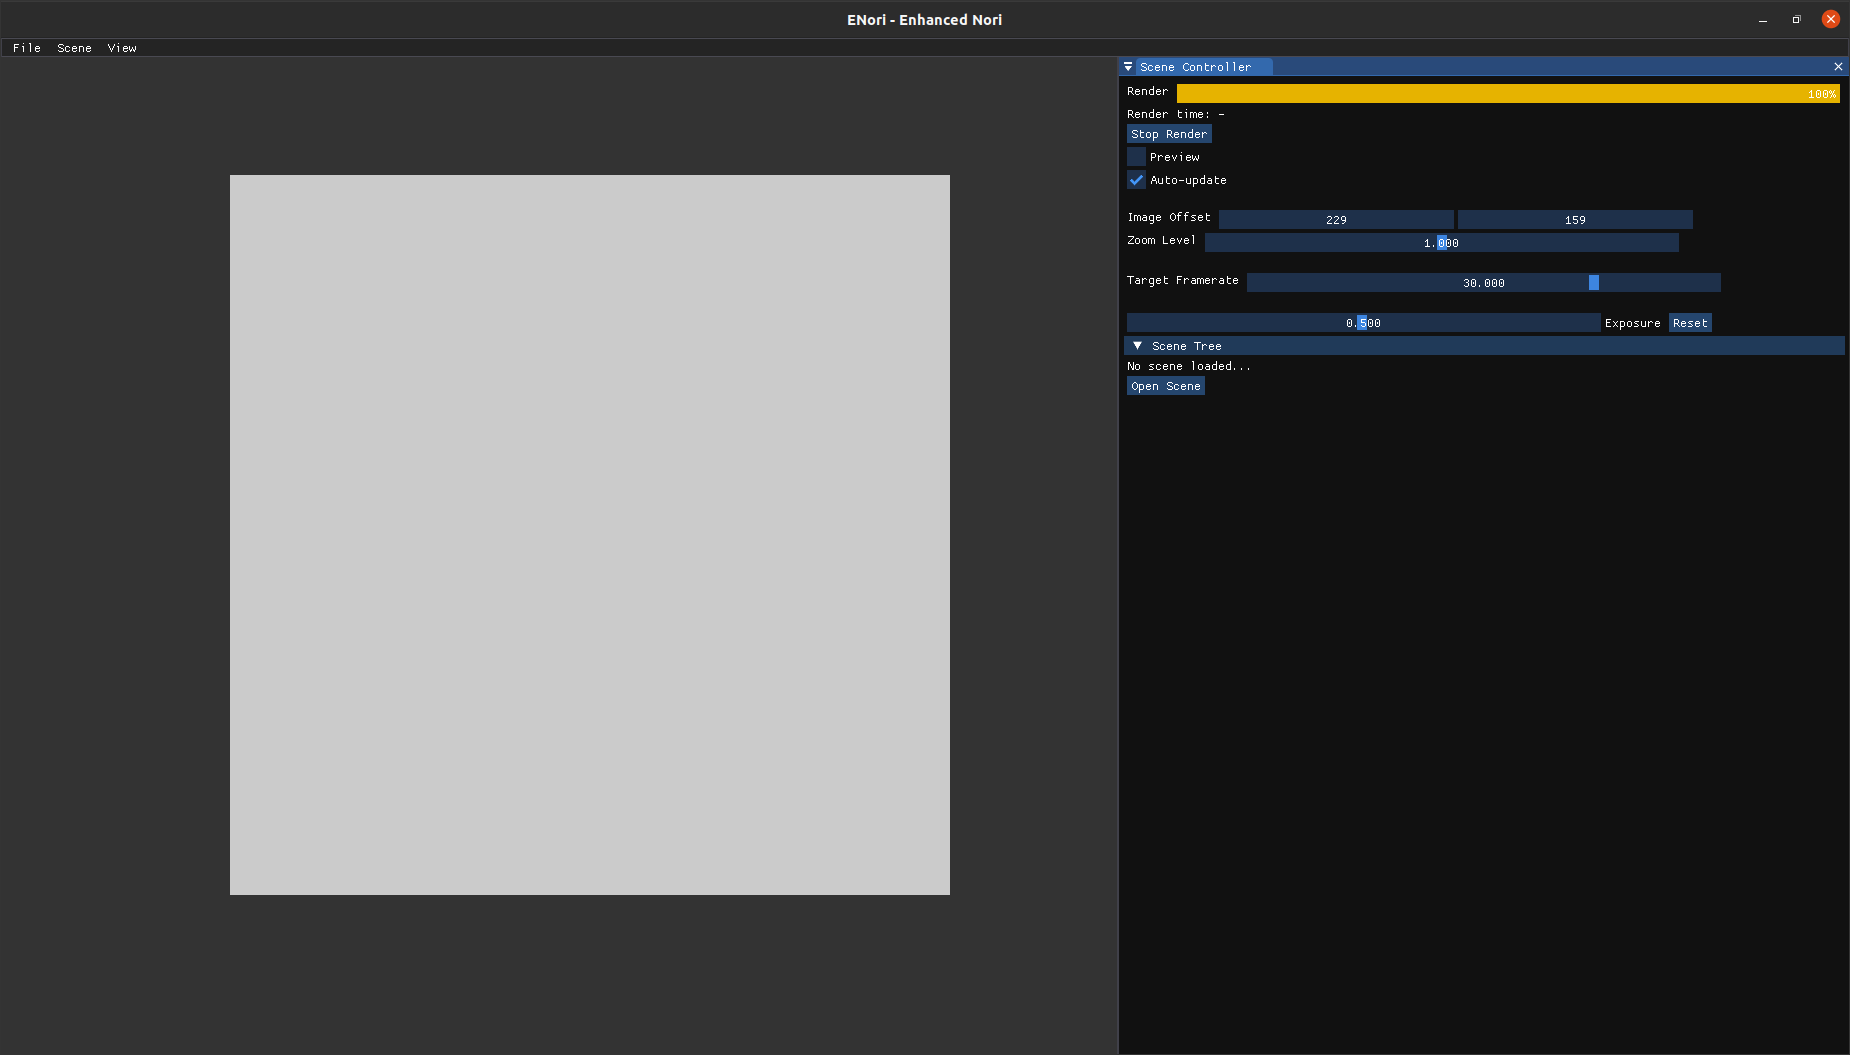 ENori - Enhanced Nori
File Scene View
Scene Controller
Render 100%
Render time: -
Stop Render
Preview
Auto-update
Image Offset 229 159
Zoom Level 1.000
Target Framerate 30.000
0.500 Exposure Reset
Scene Tree
No scene loaded...
Open Scene